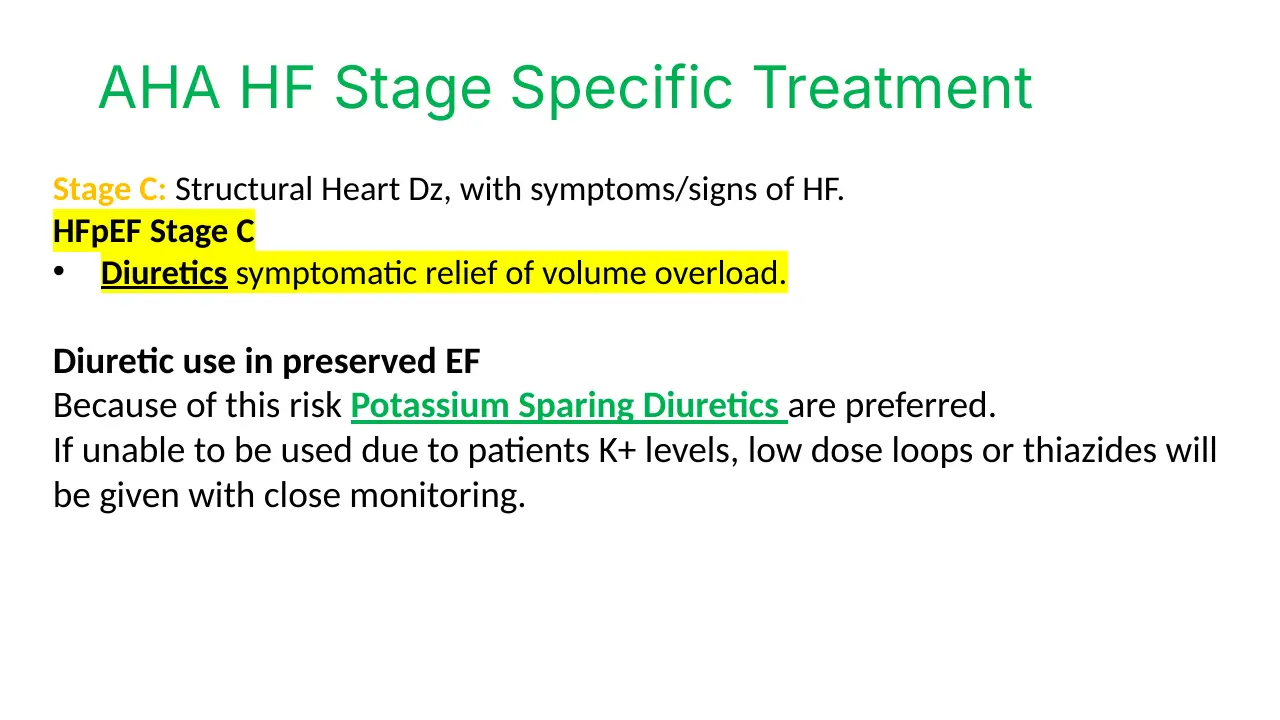 AHA HF Stage Specific Treatment
Stage C: Structural Heart Dz, with symptoms/signs of HF.
HFpEF Stage C
• Diuretics symptomatic relief of volume overload.
Diuretic use in preserved EF
Because of this risk Potassium Sparing Diuretics are preferred.
If unable to be used due to patients K+ levels, low dose loops or thiazides will
be given with close monitoring.